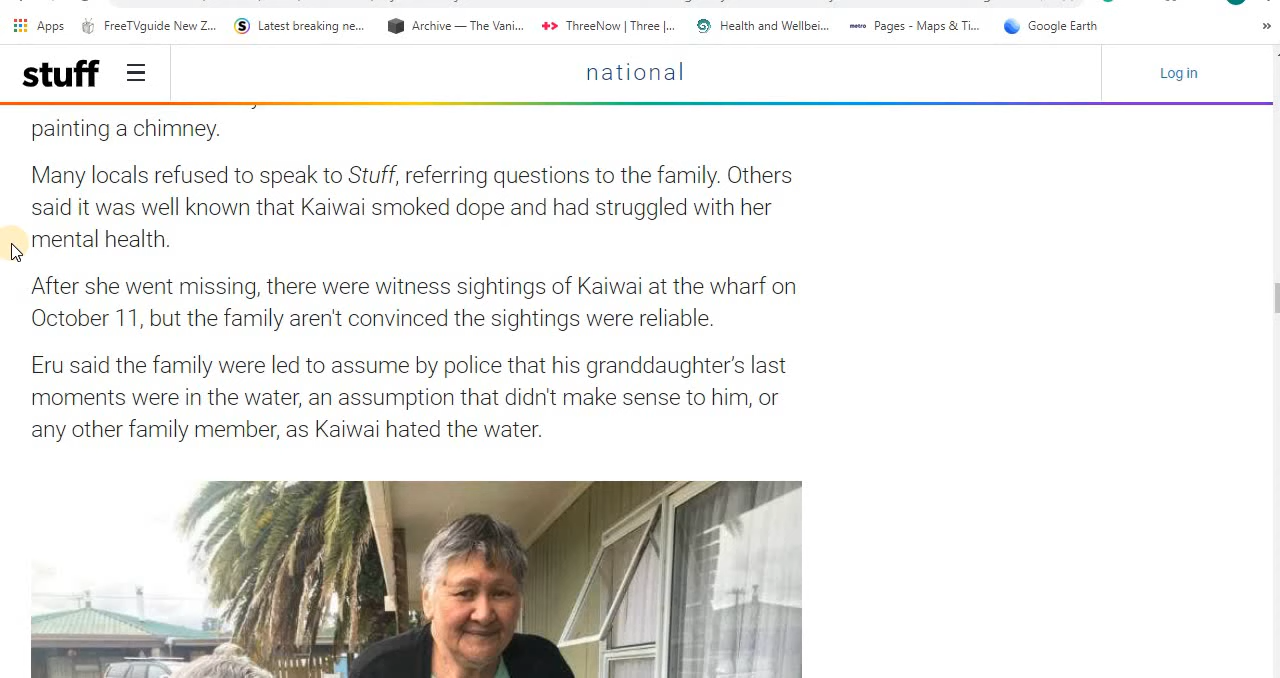 Apps
FreeTVguide New Z...
Latest breaking ne...
Archive — The Vani...
ThreeNow | Three |...
Health and Wellbei...
metro Pages - Maps & Ti...
Google Earth
»
stuff
national
Log in
painting a chimney.
Many locals refused to speak to Stuff, referring questions to the family. Others
said it was well known that Kaiwai smoked dope and had struggled with her
mental health.
After she went missing, there were witness sightings of Kaiwai at the wharf on
October 11, but the family aren't convinced the sightings were reliable.
Eru said the family were led to assume by police that his granddaughter’s last
moments were in the water, an assumption that didn't make sense to him, or
any other family member, as Kaiwai hated the water.